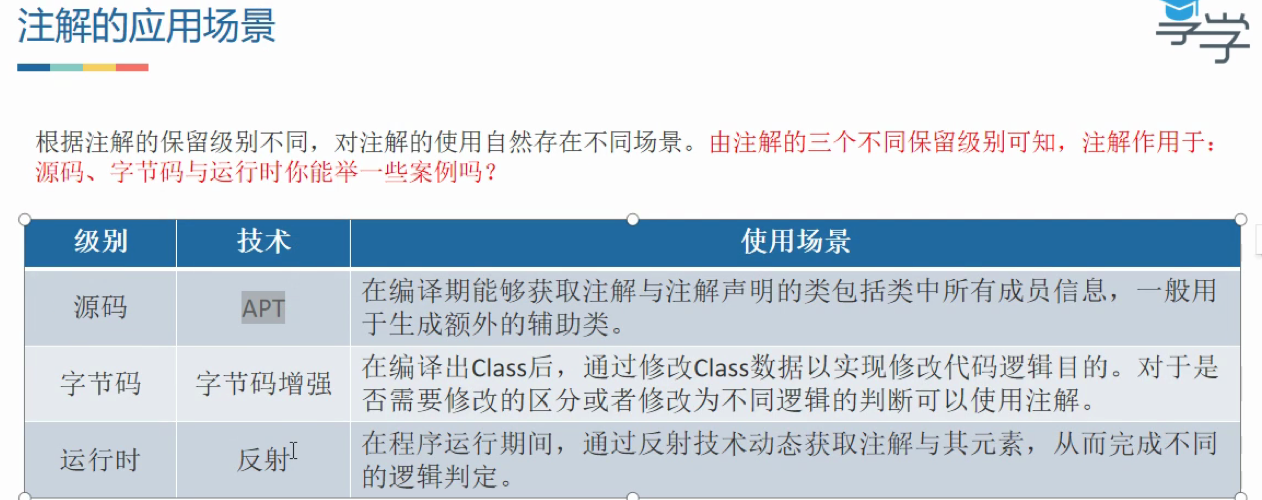 注解的应用场景
享学
根据注解的保留级别不同，对注解的使用自然存在不同场景。由注解的三个不同保留级别可知，注解作用于：
源码、字节码与运行时你能举一些案例吗？
级别 技术 使用场景
源码 APT 在编译期能够获取注解与注解声明的类包括类中所有成员信息，一般用
于生成额外的辅助类。
字节码 字节码增强 在编译出Class后，通过修改Class数据以实现修改代码逻辑目的。对于是
否需要修改的区分或者修改为不同逻辑的判断可以使用注解。
运行时 反射 在程序运行期间，通过反射技术动态获取注解与其元素，从而完成不同
的逻辑判定。